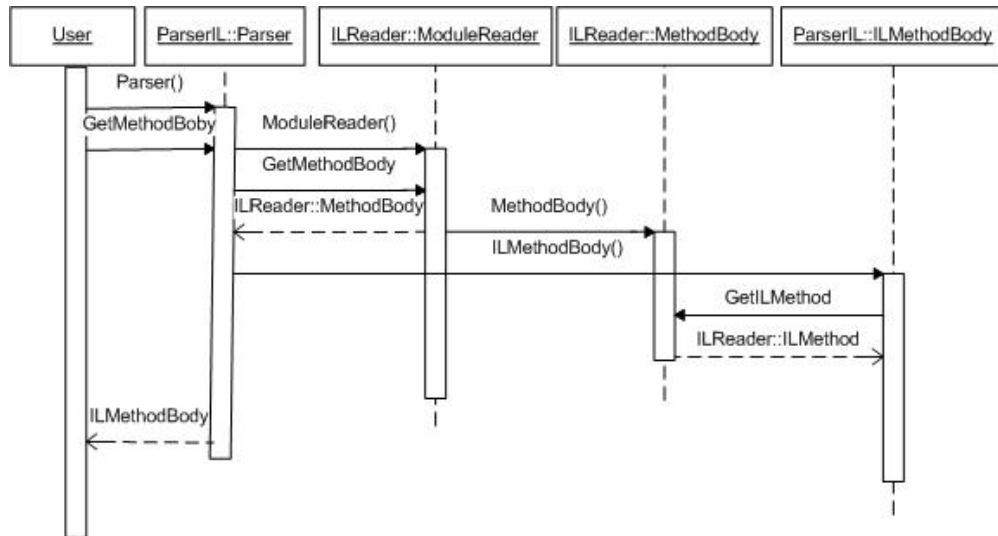 User
ParserIL::Parser
ILReader::ModuleReader
ILReader::MethodBody
ParserIL::ILMethodBody
Parser()
GetMethodBoby
ModuleReader()
GetMethodBody
ILReader::MethodBody
MethodBody()
ILMethodBody()
GetILMethod
ILReader::ILMethod
ILMethodBody